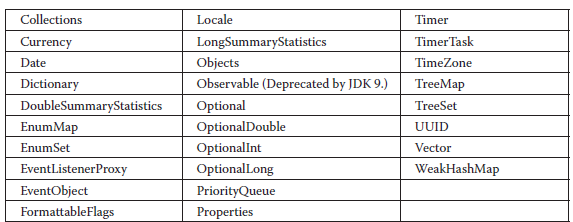 Collections Locale Timer
Currency LongSummaryStatistics TimerTask
Date Objects TimeZone
Dictionary Observable (Deprecated by JDK 9.) TreeMap
DoubleSummaryStatistics Optional TreeSet
EnumMap OptionalDouble UUID
EnumSet OptionalInt Vector
EventListenerProxy OptionalLong WeakHashMap
EventObject PriorityQueue
FormattableFlags Properties